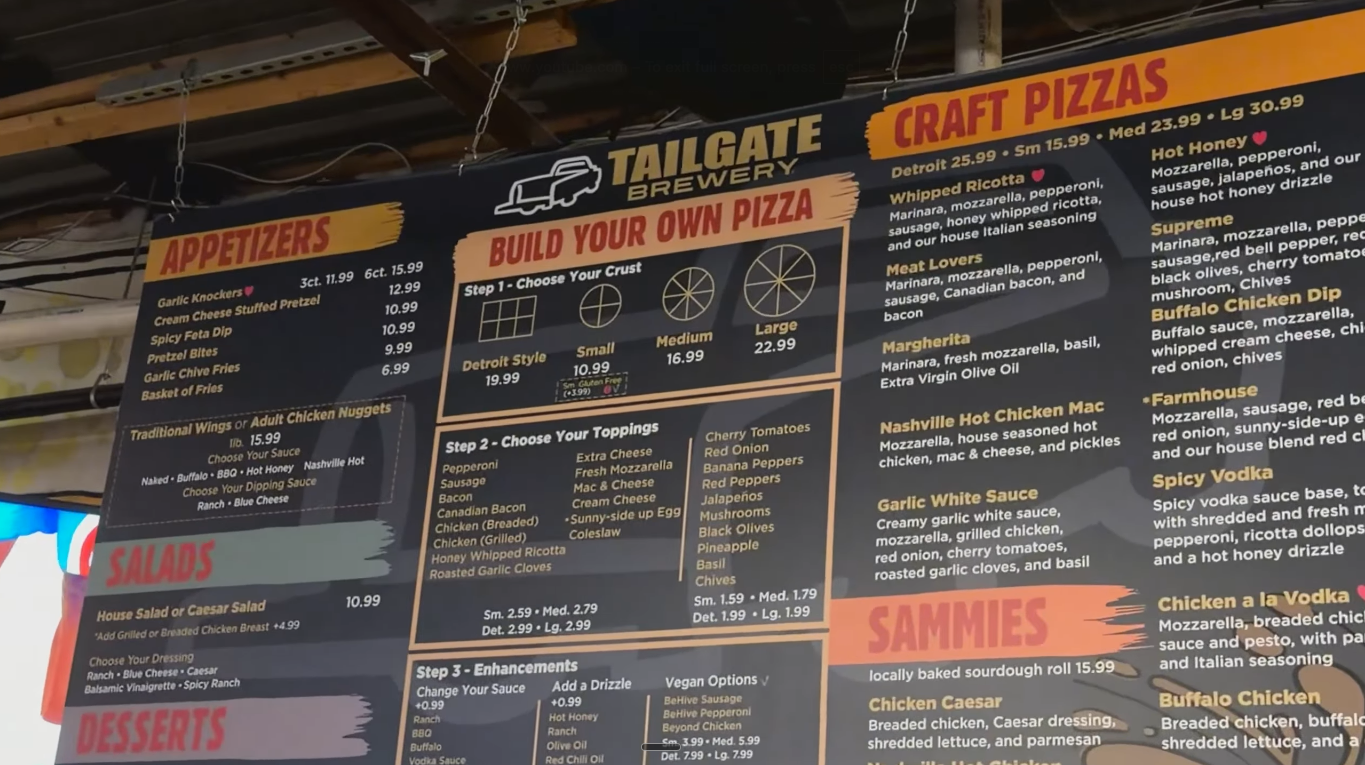 TAILGATE
BREWERY
APPETIZERS
3ct. 11.99 6ct. 15.99
Garlic Knockers
Cream Cheese Stuffed Pretzel 12.99
Spicy Feta Dip 10.99
Pretzel Bites 10.99
Garlic Chive Fries 9.99
Basket of Fries 6.99
Traditional Wings or Adult Chicken Nuggets
1lb. 15.99
Choose Your Sauce
Naked • Buffalo • BBQ • Hot Honey Nashville Hot
Choose Your Dipping Sauce
Ranch • Blue Cheese
SALADS
House Salad or Caesar Salad 10.99
*Add Grilled or Breaded Chicken Breast +4.99
Choose Your Dressing
Ranch • Blue Cheese • Caesar
Balsamic Vinaigrette • Spicy Ranch
DESSERTS
BUILD YOUR OWN PIZZA
Step 1 - Choose Your Crust
Detroit Style
19.99
Small
10.99
Sm. Gluten Free
(+3.99)
Medium
16.99
Large
22.99
Step 2 - Choose Your Toppings
Pepperoni
Sausage
Bacon
Canadian Bacon
Chicken (Breaded)
Chicken (Grilled)
Honey Whipped Ricotta
Roasted Garlic Cloves
Extra Cheese
Fresh Mozzarella
Mac & Cheese
Cream Cheese
•Sunny-side up Egg
Coleslaw
Sm. 2.59 • Med. 2.79
Det. 2.99 • Lg. 2.99
Cherry Tomatoes
Red Onion
Banana Peppers
Red Peppers
Jalapeños
Mushrooms
Black Olives
Pineapple
Basil
Chives
Sm. 1.59 • Med. 1.79
Det. 1.99 • Lg. 1.99
Step 3 - Enhancements
Change Your Sauce
+0.99
Ranch
BBQ
Buffalo
Vodka Sauce
Add a Drizzle
+0.99
Hot Honey
Ranch
Olive Oil
Red Chili Oil
Vegan Options
BeHive Sausage
BeHive Pepperoni
Beyond Chicken
Sm. 3.99 • Med. 5.99
Det. 7.99 • Lg. 7.99
CRAFT PIZZAS
Detroit 25.99 • Sm 15.99 • Med 23.99 • Lg 30.99
Whipped Ricotta
Marinara, mozzarella, pepperoni,
sausage, honey whipped ricotta,
and our house Italian seasoning
Meat Lovers
Marinara, mozzarella, pepperoni,
sausage, Canadian bacon, and
bacon
Margherita
Marinara, fresh mozzarella, basil,
Extra Virgin Olive Oil
Nashville Hot Chicken Mac
Mozzarella, house seasoned hot
chicken, mac & cheese, and pickles
Garlic White Sauce
Creamy garlic white sauce,
mozzarella, grilled chicken,
red onion, cherry tomatoes,
roasted garlic cloves, and basil
Hot Honey
Mozzarella, pepperoni,
sausage, jalapeños, and our
house hot honey drizzle
Supreme
Marinara, mozzarella,
sausage,red bell pepper,
black olives, cherry
mushroom, Chives
Buffalo Chicken Dip
Buffalo sauce, mozzarella,
whipped cream cheese,
red onion, chives
•Farmhouse
Mozzarella, sausage, red
red onion, sunny-side-up
and our house blend red
Spicy Vodka
Spicy vodka sauce base,
with shredded and fresh
pepperoni, ricotta dollops
and a hot honey drizzle
Chicken a la Vodka
Mozzarella, breaded
sauce and pesto, with
and Italian seasoning
SAMMIES
locally baked sourdough roll 15.99
Chicken Caesar
Breaded chicken, Caesar dressing,
shredded lettuce, and parmesan
Buffalo Chicken
Breaded chicken,
shredded lettuce, and a